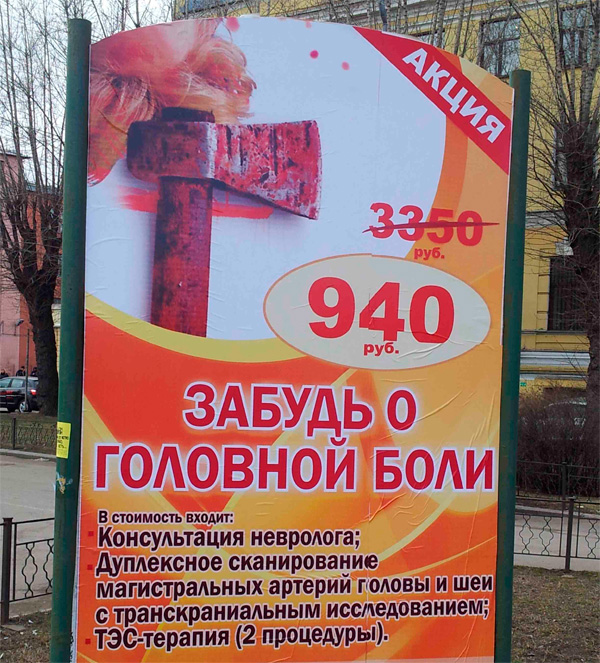 АКЦИЯ
3350
руб.
940
руб.
ЗАБУДЬ О
ГОЛОВНОЙ БОЛИ
В стоимость входит:
Консультация невролога;
Дуплексное сканирование
магистральных артерий головы и шеи
с транскраниальным исследованием;
ТЭС-терапия (2 процедуры).